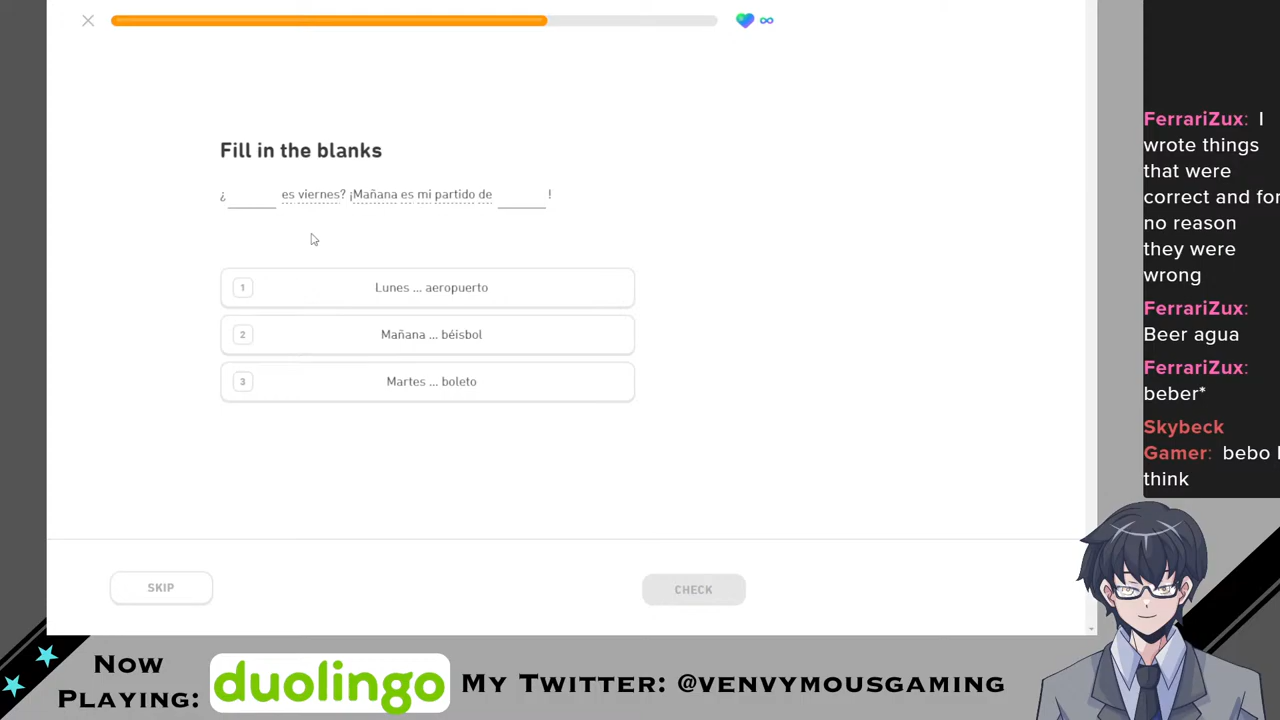 Fill in the blanks
¿ ______ es viernes? ¡Mañana es mi partido de ______ !
1 Lunes ... aeropuerto
2 Mañana ... béisbol
3 Martes ... boleto
SKIP
CHECK
FerrariZux: I
wrote things
that were
correct and for
no reason
they were
wrong
FerrariZux:
Beer agua
FerrariZux:
beber*
Skybeck
Gamer: bebo I
think
Now
Playing:
duolingo
My Twitter: @venvymousgaming